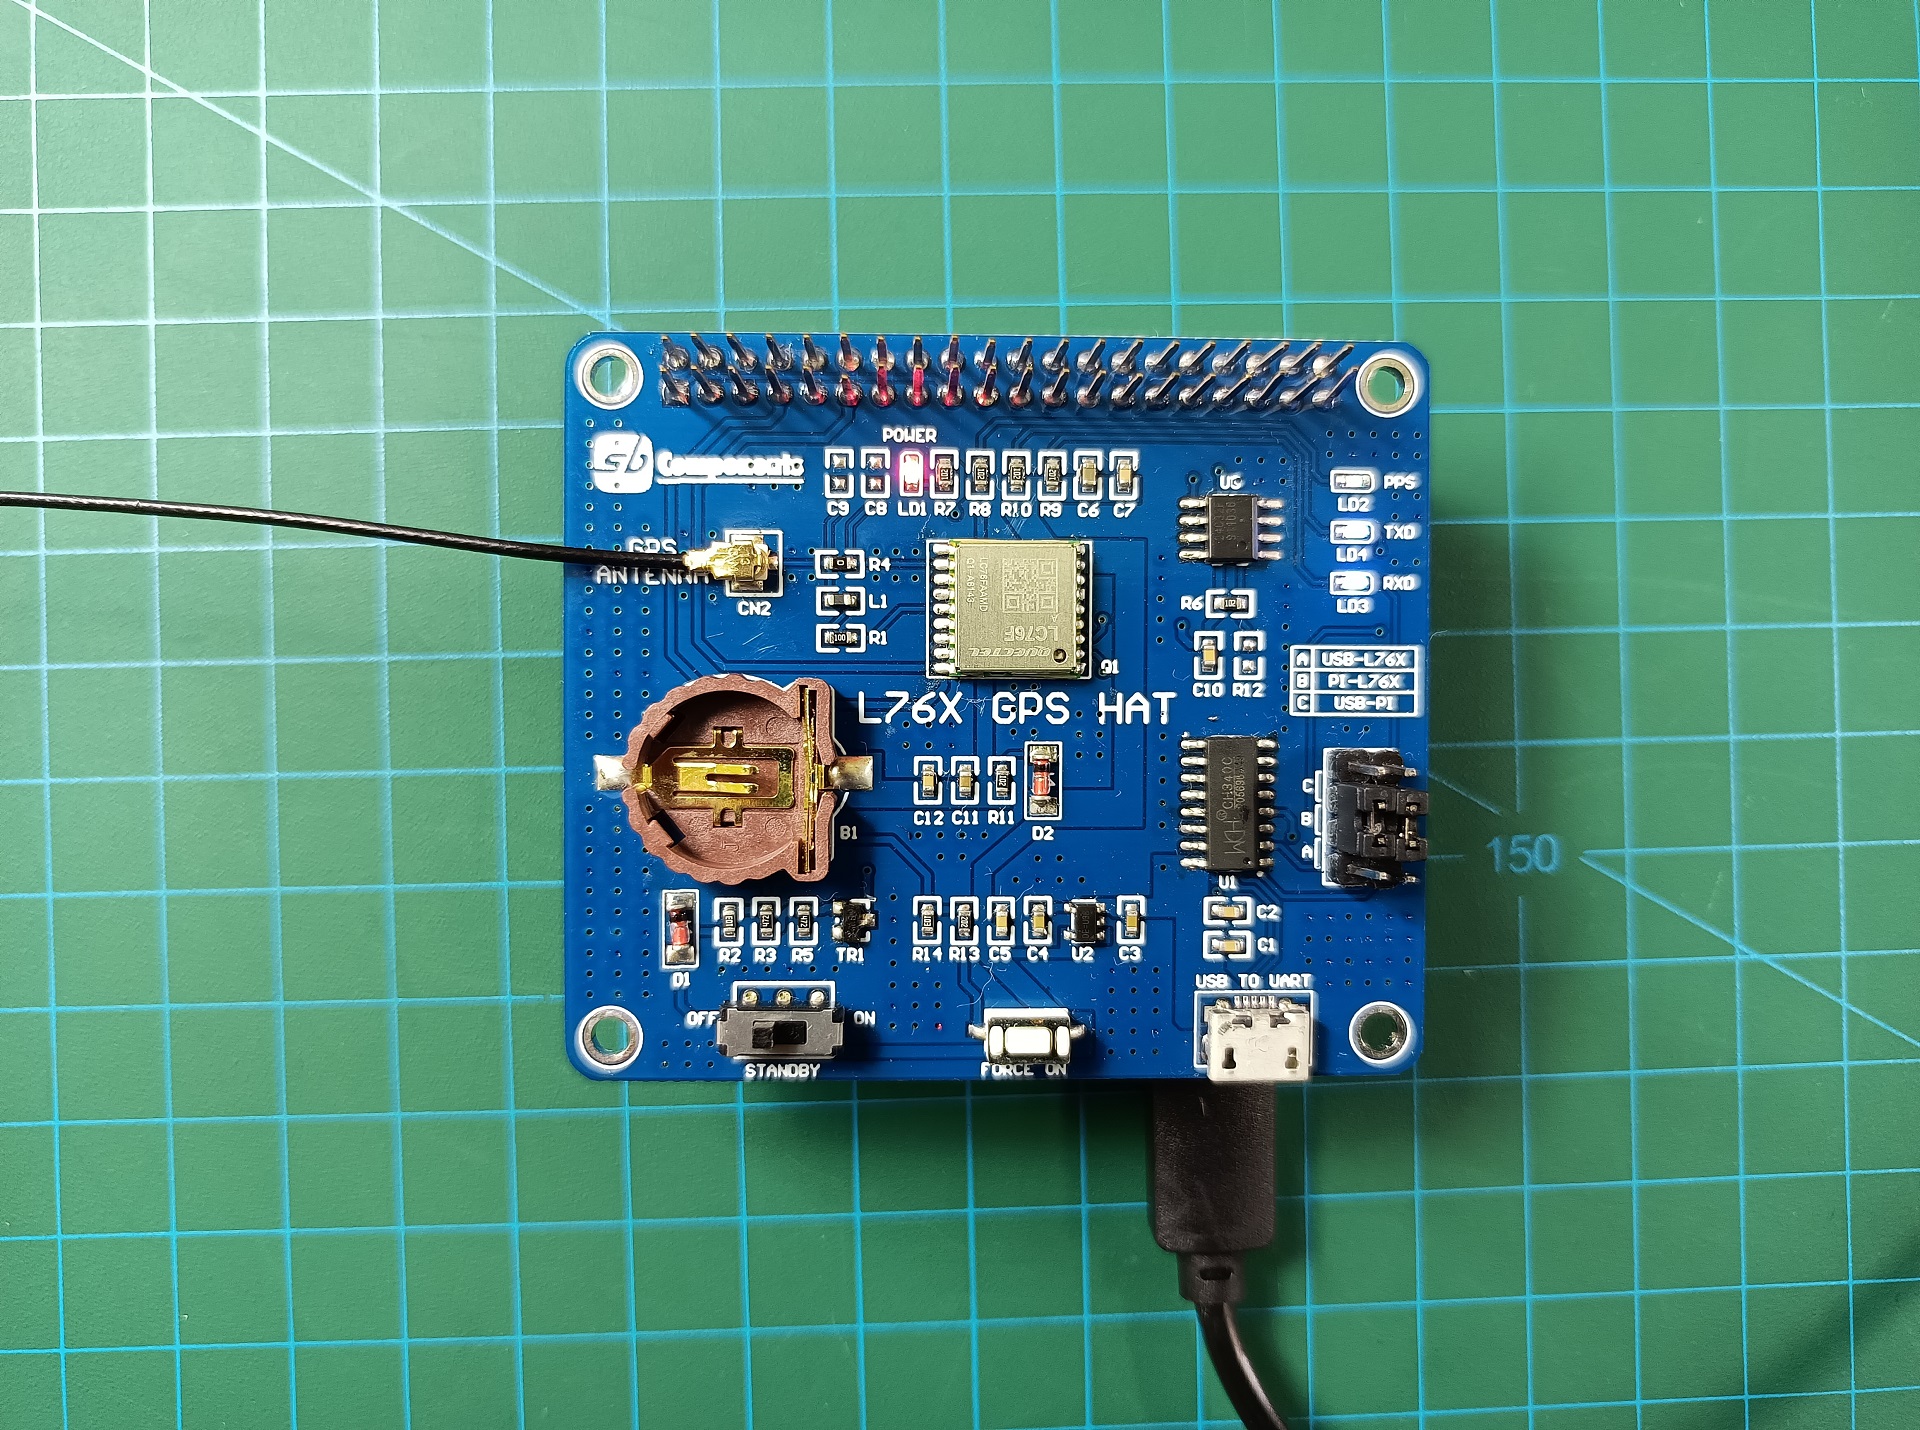 POWER
sb Components
C9 C8 LD1 R7 R8 R10 R9 C6 C7
PPS
LD2
TXD
LD4
RXD
LD3
GPS
ANTENNA
CN2
R4
L1
R1
LC76F
QUECTEL
Q1
R6
C10 R12
A USB-L76X
B PI-L76X
C USB-PI
L76X GPS HAT
CH340C
C
B
A
C12 C11 R11 D2
B1
150
U1
C2
C1
D1
R2 R3 R5 TR1
R14 R13 C5 C4 U2 C3
USB TO UART
OFF ON
STANDBY
FORCE ON